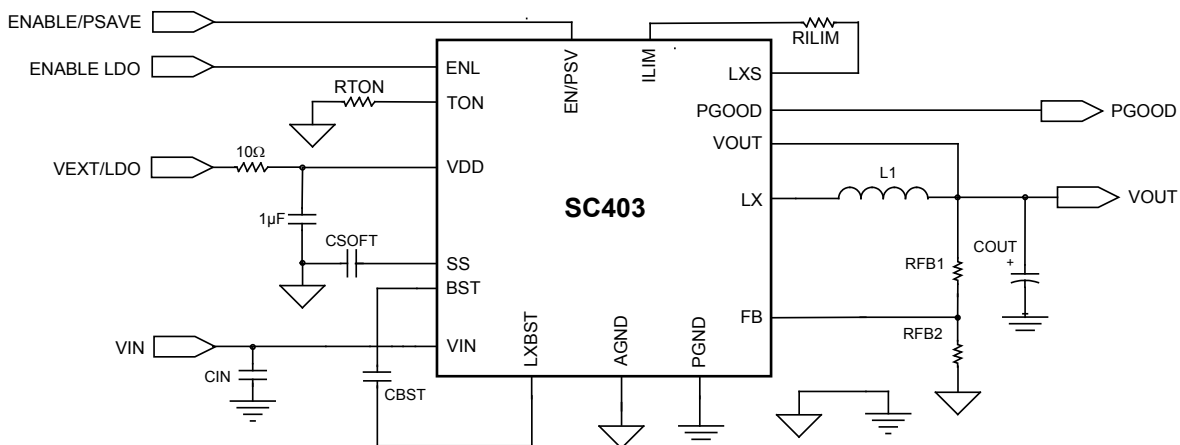 ENABLE/PSAVE
ENABLE LDO
RTON
VEXT/LDO
10Ω
1µF
CSOFT
VIN
CIN
CBST
ENL
TON
VDD
SS
BST
VIN
EN/PSV
ILIM
LXS
PGOOD
VOUT
LX
FB
SC403
LXBST
AGND
PGND
RILIM
PGOOD
L1
VOUT
RFB1
COUT
+
RFB2